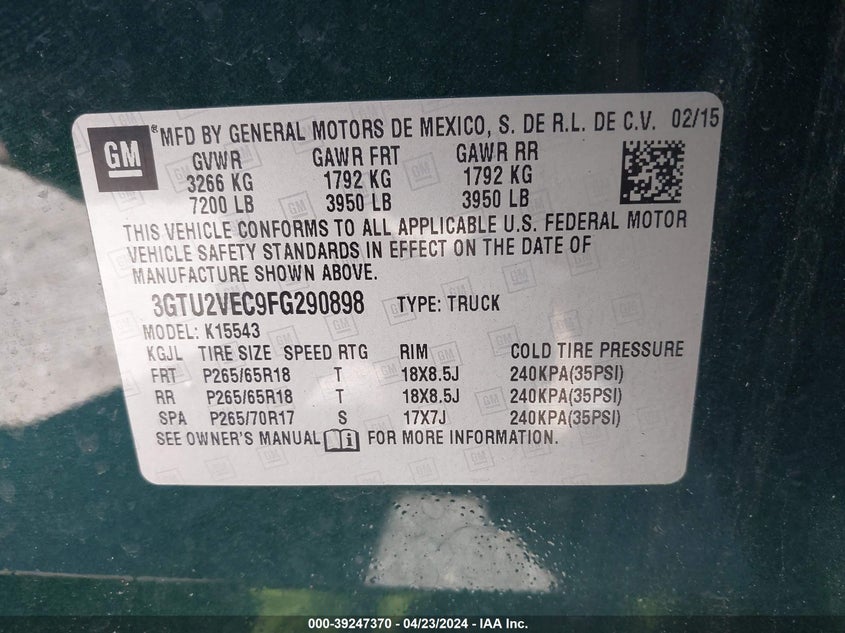 GM ® MFD BY GENERAL MOTORS DE MEXICO, S. DE R.L. DE C.V. 02/15
GVWR GAWR FRT GAWR RR
3266 KG 1792 KG 1792 KG
7200 LB 3950 LB 3950 LB
THIS VEHICLE CONFORMS TO ALL APPLICABLE U.S. FEDERAL MOTOR
VEHICLE SAFETY STANDARDS IN EFFECT ON THE DATE OF
MANUFACTURE SHOWN ABOVE.
3GTU2VEC9FG290898 TYPE: TRUCK
MODEL: K15543
KGJL TIRE SIZE SPEED RTG RIM COLD TIRE PRESSURE
FRT P265/65R18 T 18X8.5J 240KPA(35PSI)
RR P265/65R18 T 18X8.5J 240KPA(35PSI)
SPA P265/70R17 S 17X7J 240KPA(35PSI)
SEE OWNER'S MANUAL FOR MORE INFORMATION.
000-39247370 / 04/23/2024 - IAA Inc.